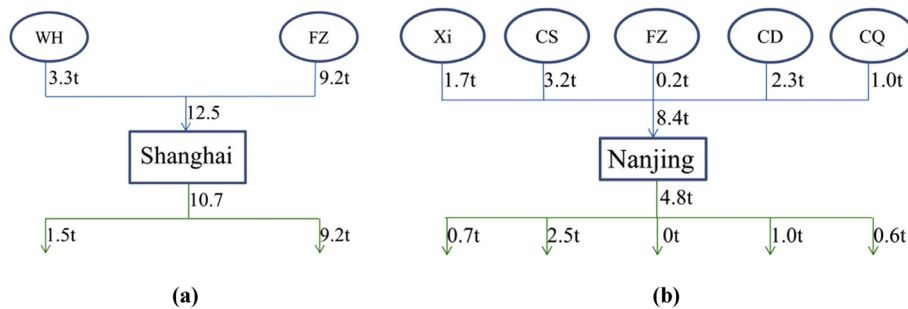 WH FZ Xi CS FZ CD CQ
3.3t 9.2t 1.7t 3.2t 0.2t 2.3t 1.0t
12.5 8.4t
Shanghai Nanjing
10.7 4.8t
1.5t 9.2t 0.7t 2.5t 0t 1.0t 0.6t
(a) (b)